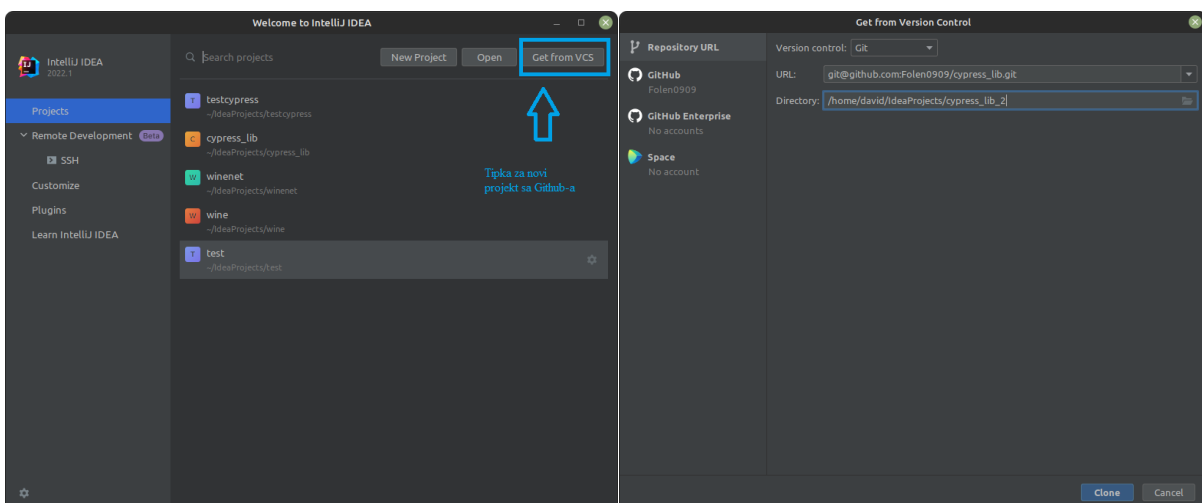 Welcome to IntelliJ IDEA
IntelliJ IDEA
2022.1
Projects
Remote Development Beta
SSH
Customize
Plugins
Learn IntelliJ IDEA
Search projects
New Project
Open
Get from VCS
T
testcypress
~/IdeaProjects/testcypress
C
cypress_lib
~/IdeaProjects/cypress_lib
W
winenet
~/IdeaProjects/winenet
W
wine
~/IdeaProjects/wine
T
test
~/IdeaProjects/test
Tipka za novi
projekt sa Github-a
Get from Version Control
Repository URL
GitHub
Folen0909
GitHub Enterprise
No accounts
Space
No account
Version control: Git
URL: git@github.com:Folen0909/cypress_lib.git
Directory: /home/david/IdeaProjects/cypress_lib_2
Clone
Cancel